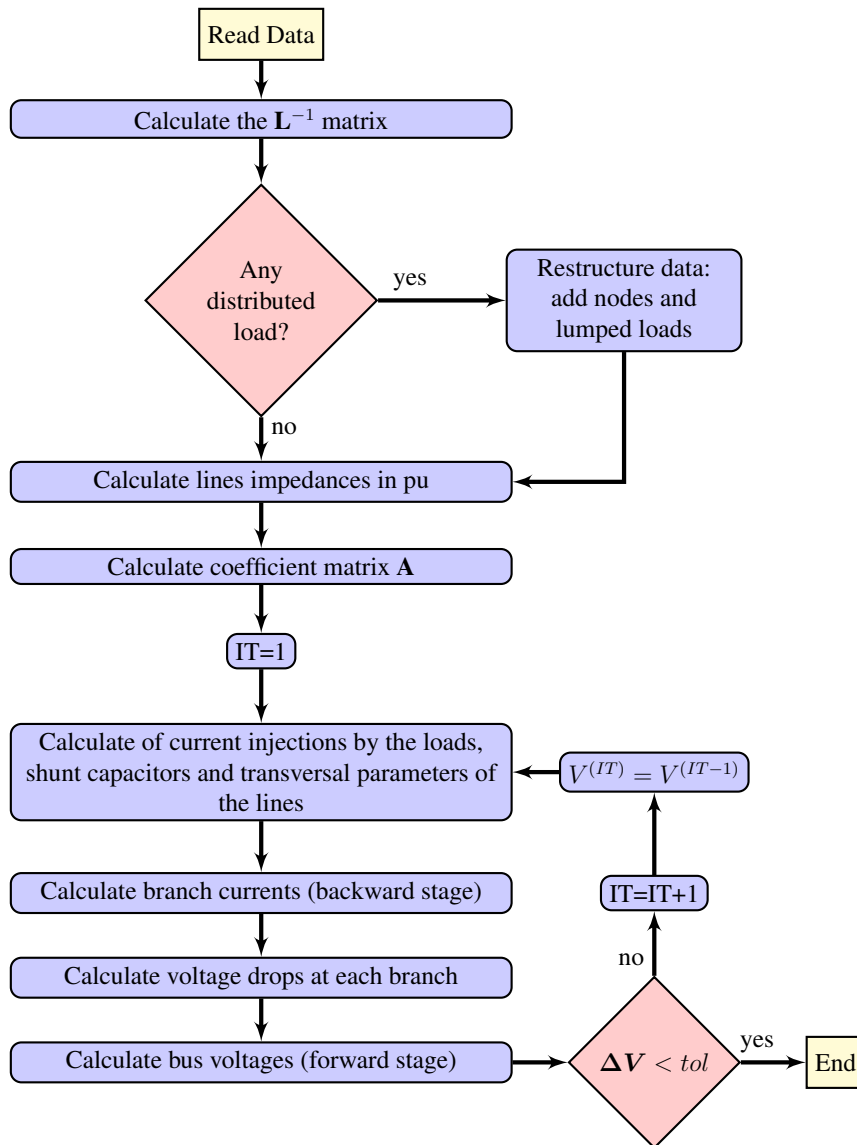 Read Data
Calculate the L⁻¹ matrix
Any
distributed
load?
yes
Restructure data:
add nodes and
lumped loads
no
Calculate lines impedances in pu
Calculate coefficient matrix A
IT=1
Calculate of current injections by the loads,
shunt capacitors and transversal parameters of
the lines
V^(IT) = V^(IT−1)
Calculate branch currents (backward stage)
IT=IT+1
Calculate voltage drops at each branch
no
Calculate bus voltages (forward stage)
ΔV < tol
yes
End